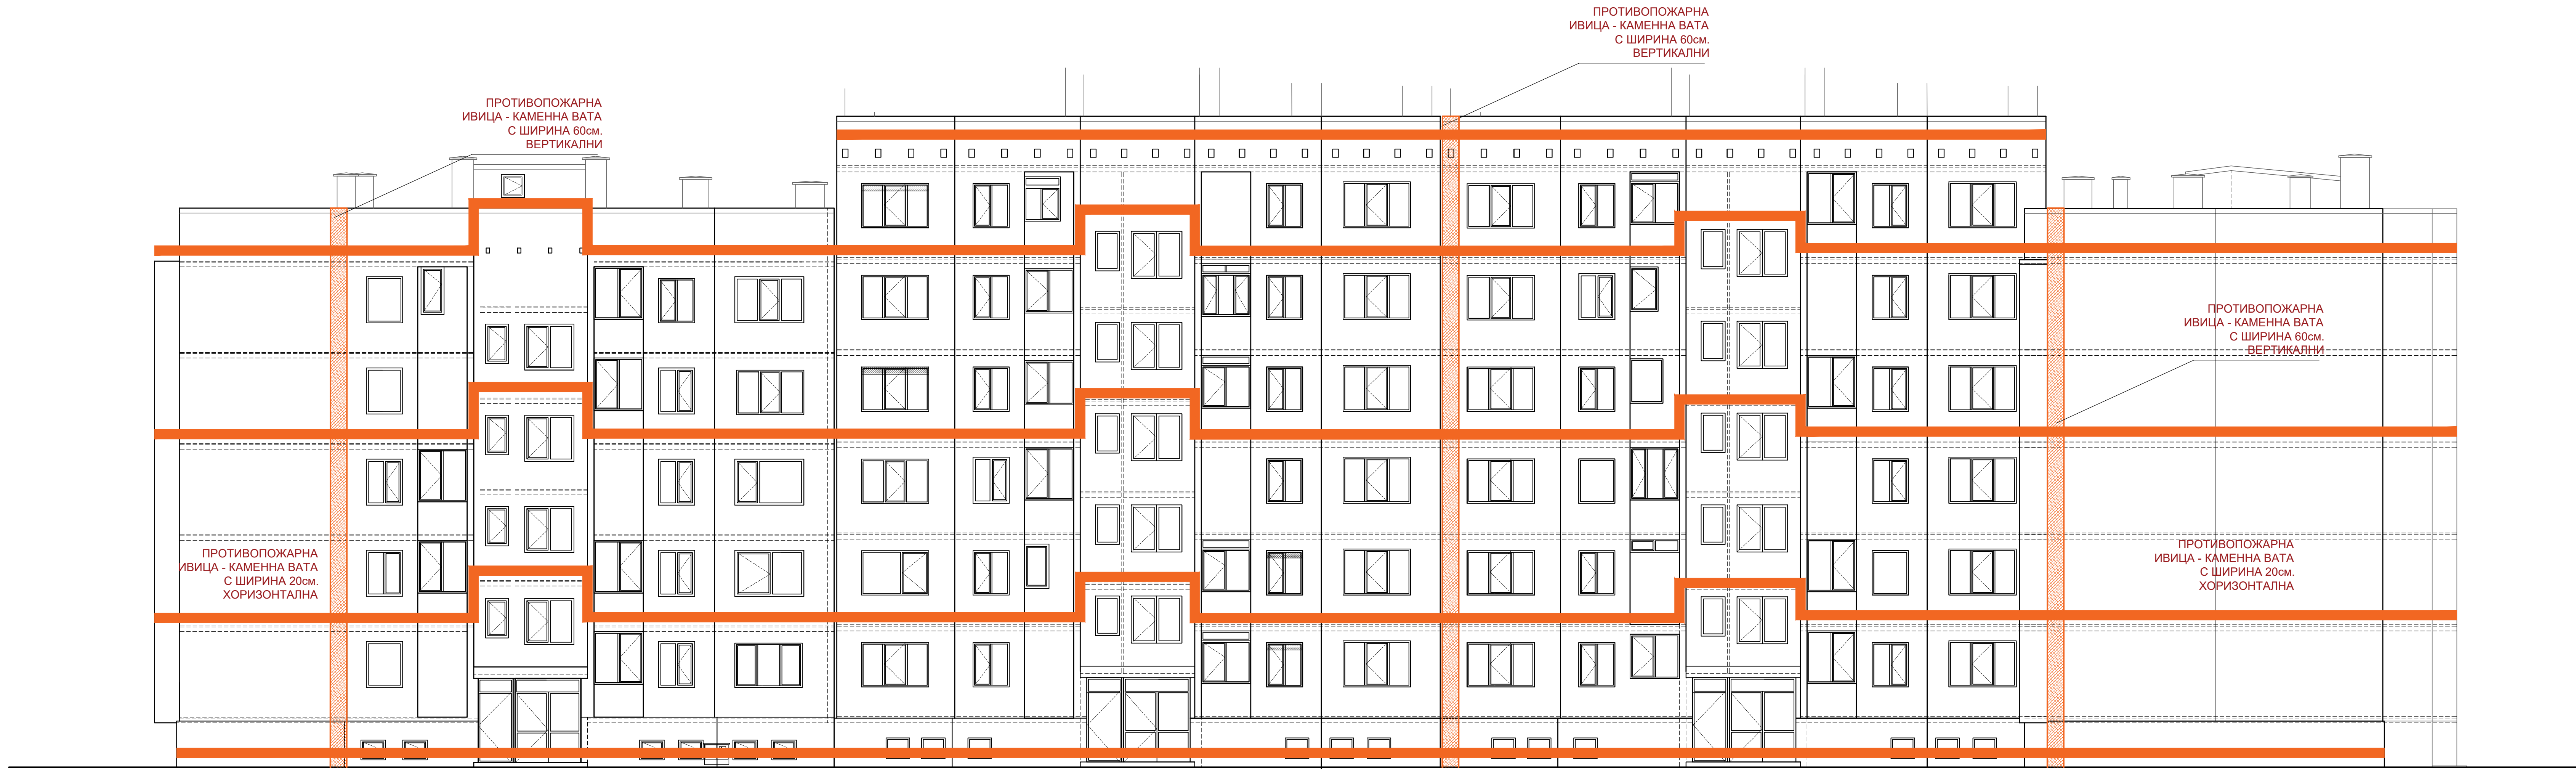 ПРОТИВОПОЖАРНА
ИВИЦА - КАМЕННА ВАТА
С ШИРИНА 60см.
ВЕРТИКАЛНИ
ПРОТИВОПОЖАРНА
ИВИЦА - КАМЕННА ВАТА
С ШИРИНА 60см.
ВЕРТИКАЛНИ
ПРОТИВОПОЖАРНА
ИВИЦА - КАМЕННА ВАТА
С ШИРИНА 60см.
ВЕРТИКАЛНИ
ПРОТИВОПОЖАРНА
ИВИЦА - КАМЕННА ВАТА
С ШИРИНА 20см.
ХОРИЗОНТАЛНА
ПРОТИВОПОЖАРНА
ИВИЦА - КАМЕННА ВАТА
С ШИРИНА 20см.
ХОРИЗОНТАЛНА